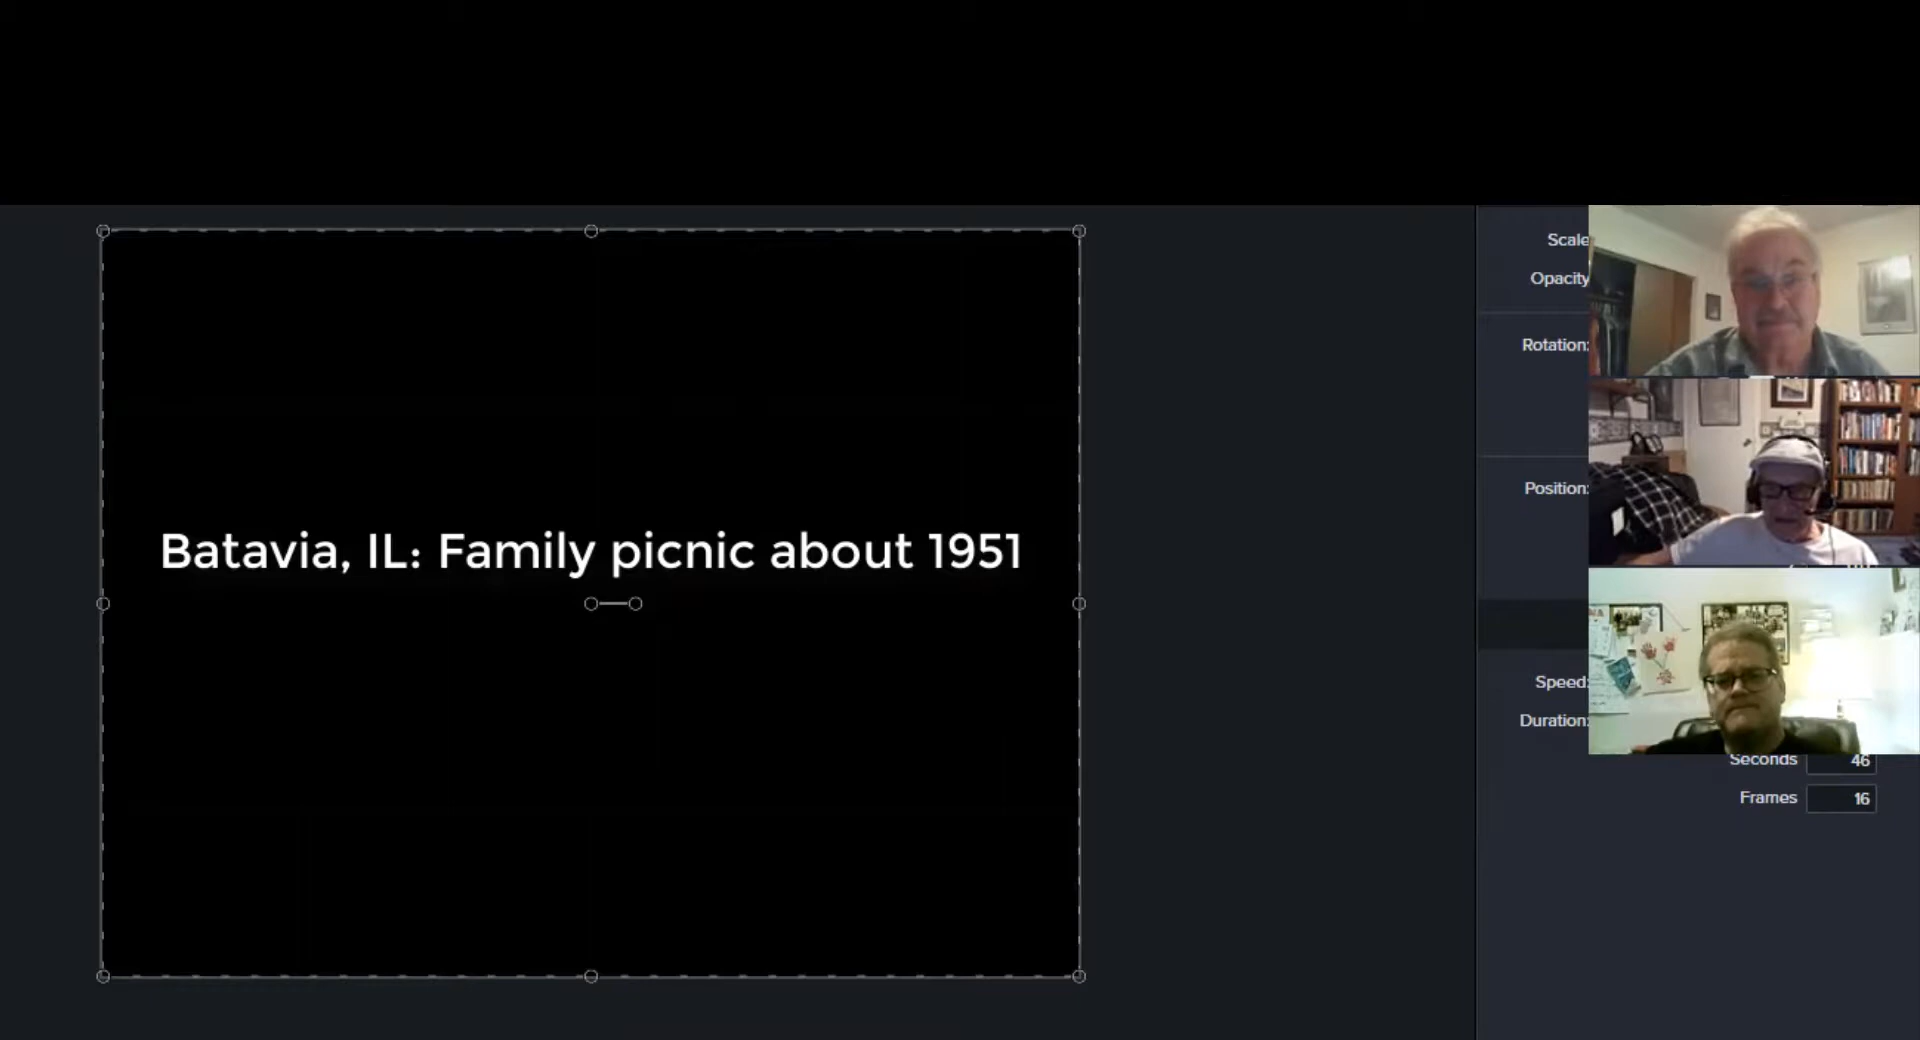 Scale
Opacity
Rotation:
Batavia, IL: Family picnic about 1951
Position:
Speed:
Duration:
Seconds 46
Frames 16